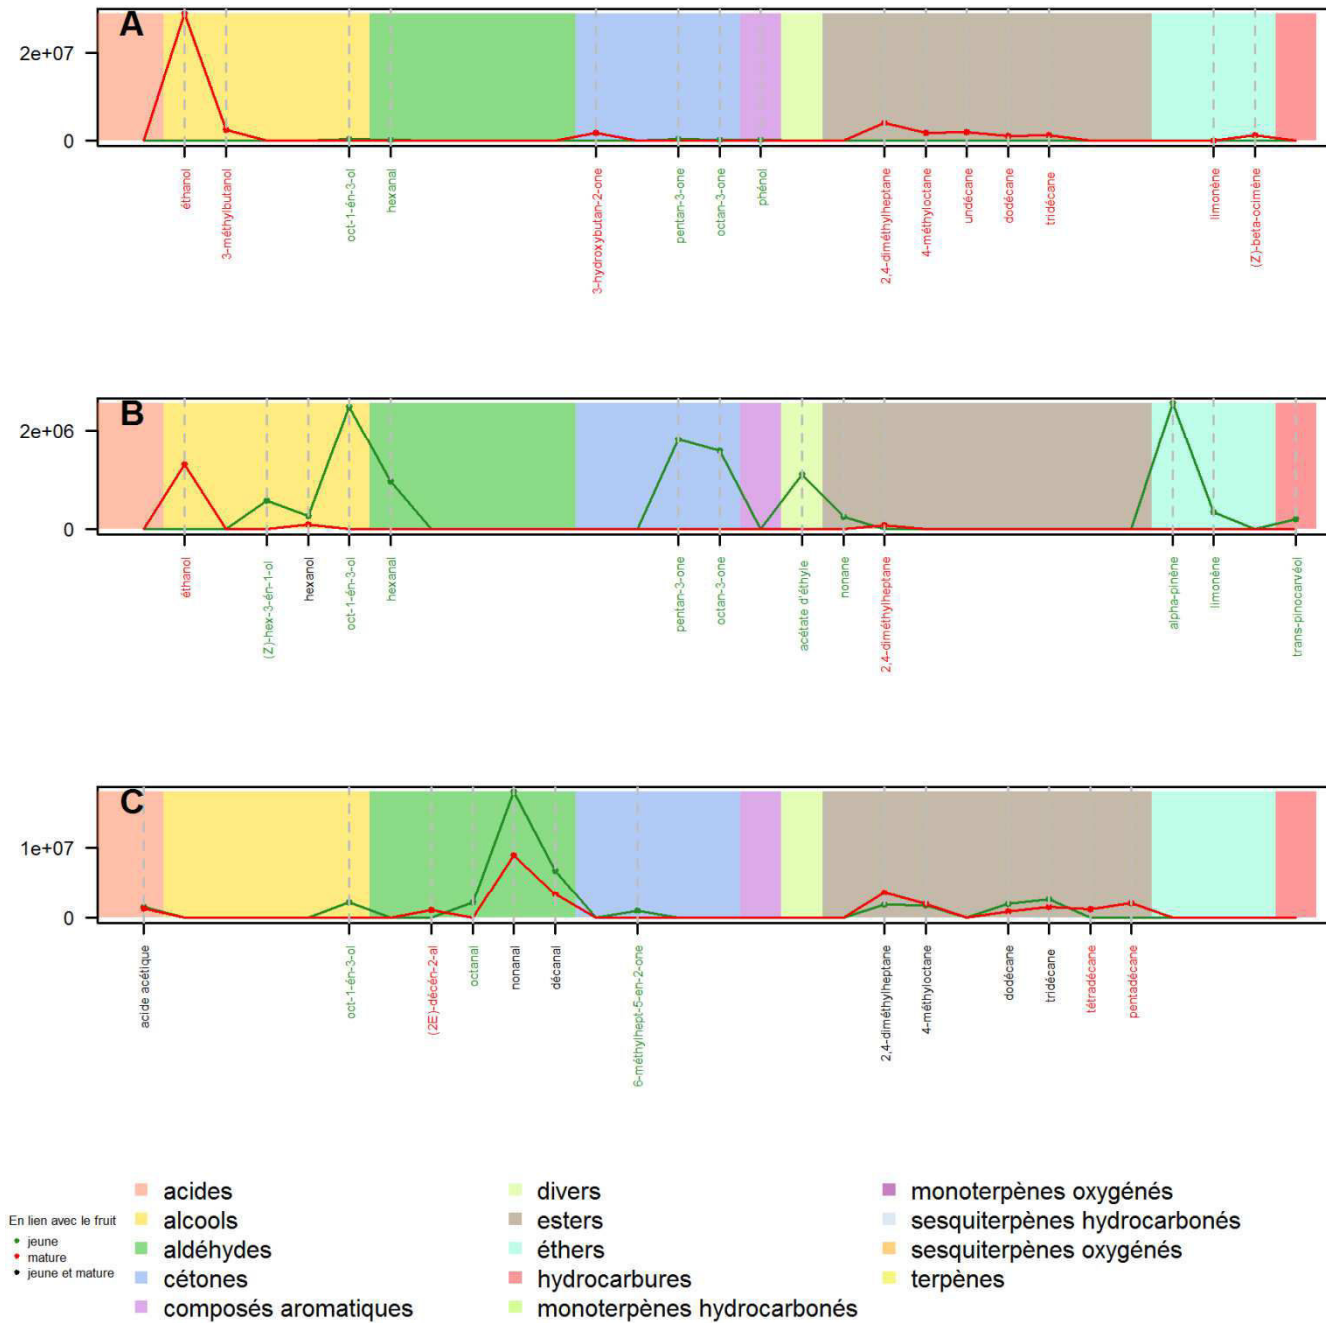 A
2e+07
0
éthanol
3-méthylbutanol
oct-1-én-3-ol
hexanal
3-hydroxybutan-2-one
pentan-3-one
octan-3-one
phénol
2,4-diméthylheptane
4-méthyloctane
undécane
dodécane
tridécane
limonène
(Z)-beta-ocimène
B
2e+06
0
éthanol
(Z)-hex-3-én-1-ol
hexanol
oct-1-én-3-ol
hexanal
pentan-3-one
octan-3-one
acétate d'éthyle
nonane
2,4-diméthylheptane
alpha-pinène
limonène
trans-pinocarvéol
C
1e+07
0
acide acétique
oct-1-én-3-ol
(2E)-décén-2-al
octanal
nonanal
décanal
6-méthylhept-5-en-2-one
2,4-diméthylheptane
4-méthyloctane
dodécane
tridécane
tétradécane
pentadécane
En lien avec le fruit
jeune
mature
jeune et mature
acides
alcools
aldéhydes
cétones
composés aromatiques
divers
esters
éthers
hydrocarbures
monoterpènes hydrocarbonés
monoterpènes oxygénés
sesquiterpènes hydrocarbonés
sesquiterpènes oxygénés
terpènes